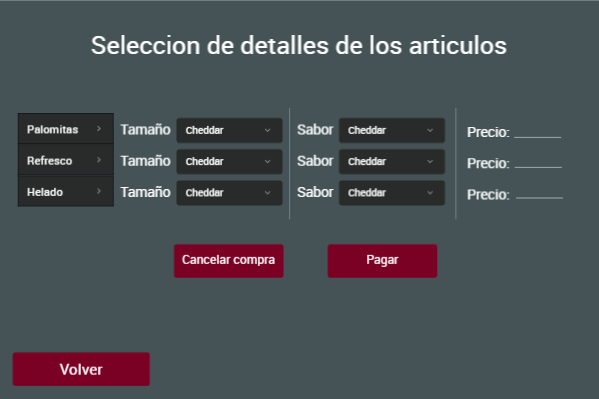 Seleccion de detalles de los articulos
Palomitas Tamaño Cheddar Sabor Cheddar Precio:
Refresco Tamaño Cheddar Sabor Cheddar Precio:
Helado Tamaño Cheddar Sabor Cheddar Precio:
Cancelar compra Pagar
Volver